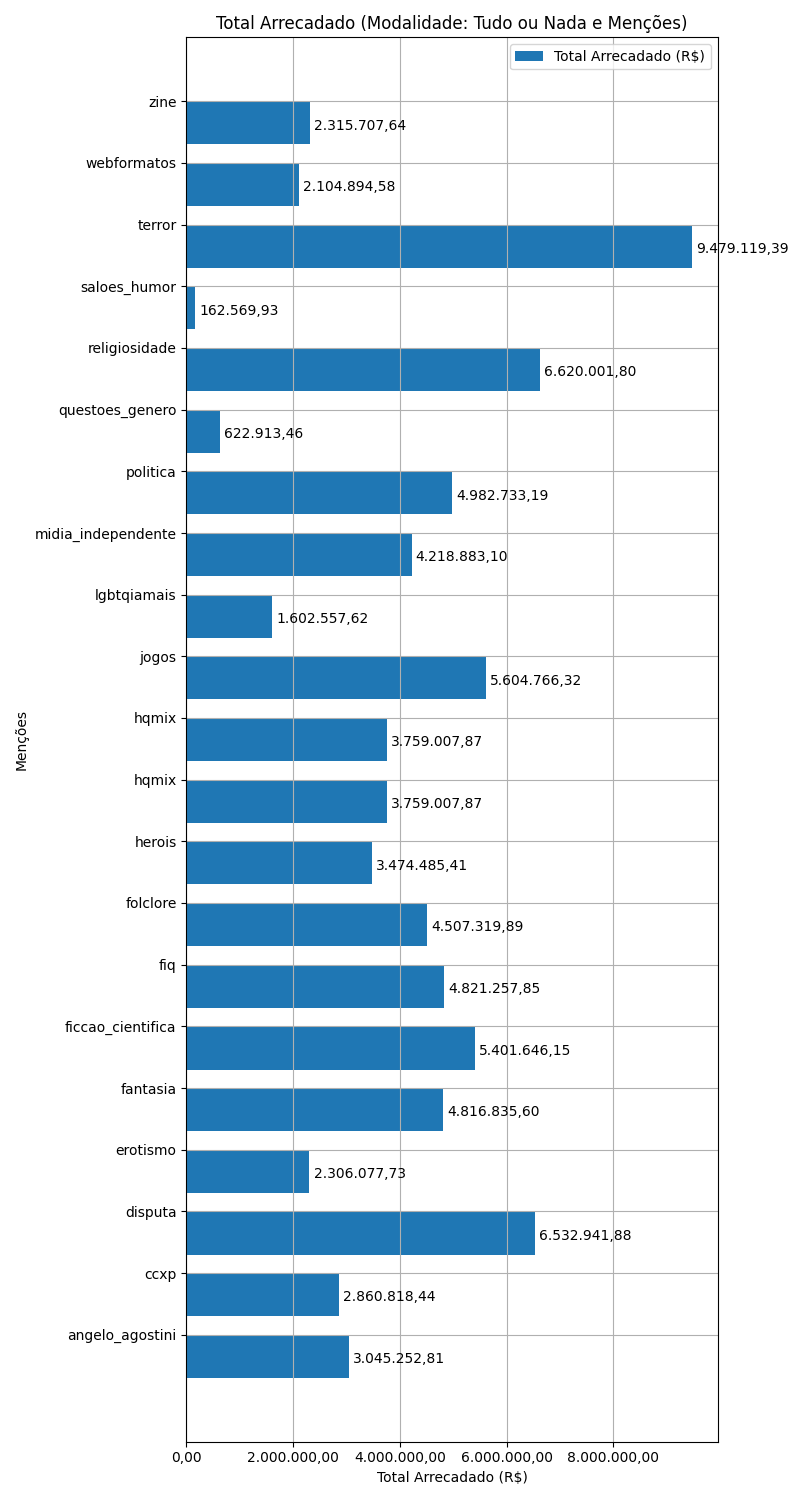 Total Arrecadado (Modalidade: Tudo ou Nada e Menções)
Total Arrecadado (R$)
zine
2.315.707,64
webformatos
2.104.894,58
terror
9.479.119,39
saloes_humor
162.569,93
religiosidade
6.620.001,80
questoes_genero
622.913,46
politica
4.982.733,19
midia_independente
4.218.883,10
lgbtqiamais
1.602.557,62
jogos
5.604.766,32
hqmix
3.759.007,87
hqmix
3.759.007,87
herois
3.474.485,41
folclore
4.507.319,89
fiq
4.821.257,85
ficcao_cientifica
5.401.646,15
fantasia
4.816.835,60
erotismo
2.306.077,73
disputa
6.532.941,88
ccxp
2.860.818,44
angelo_agostini
3.045.252,81
Menções
0,00 2.000.000,00 4.000.000,00 6.000.000,00 8.000.000,00
Total Arrecadado (R$)